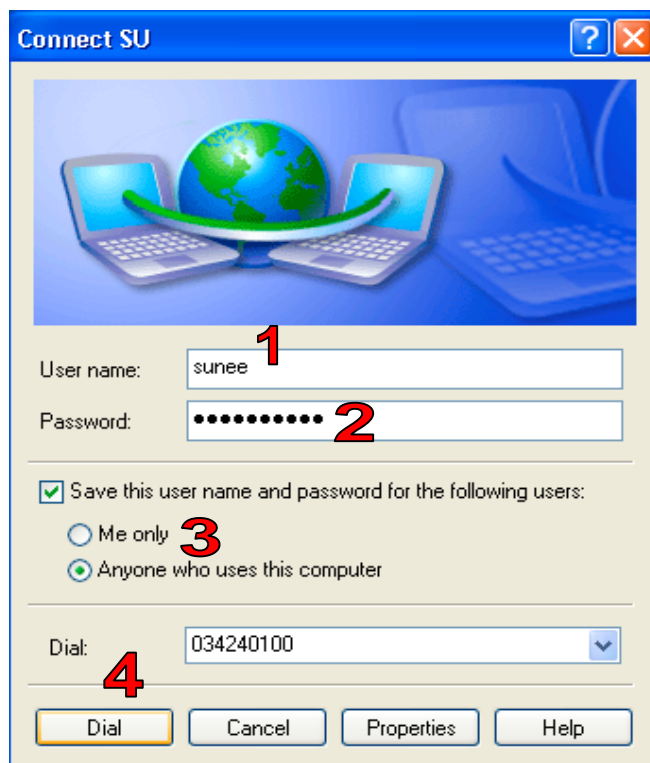 Connect SU
1
User name: sunee
Password: ●●●●●●●●●● 2
Save this user name and password for the following users:
Me only 3
Anyone who uses this computer
Dial: 034240100
4
Dial Cancel Properties Help